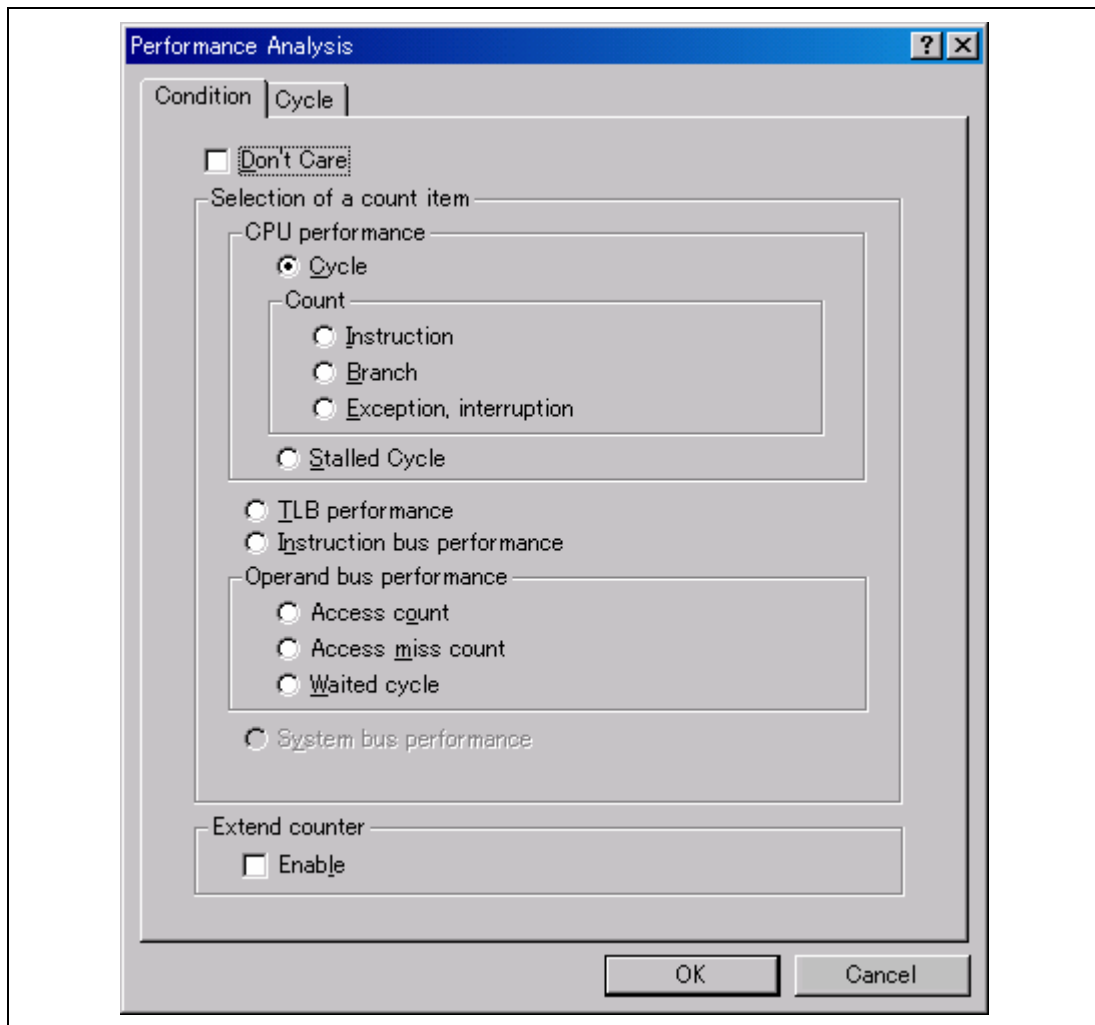 Performance Analysis
Condition
Cycle
Don't Care
Selection of a count item
CPU performance
Cycle
Count
Instruction
Branch
Exception, interruption
Stalled Cycle
TLB performance
Instruction bus performance
Operand bus performance
Access count
Access miss count
Waited cycle
System bus performance
Extend counter
Enable
OK
Cancel